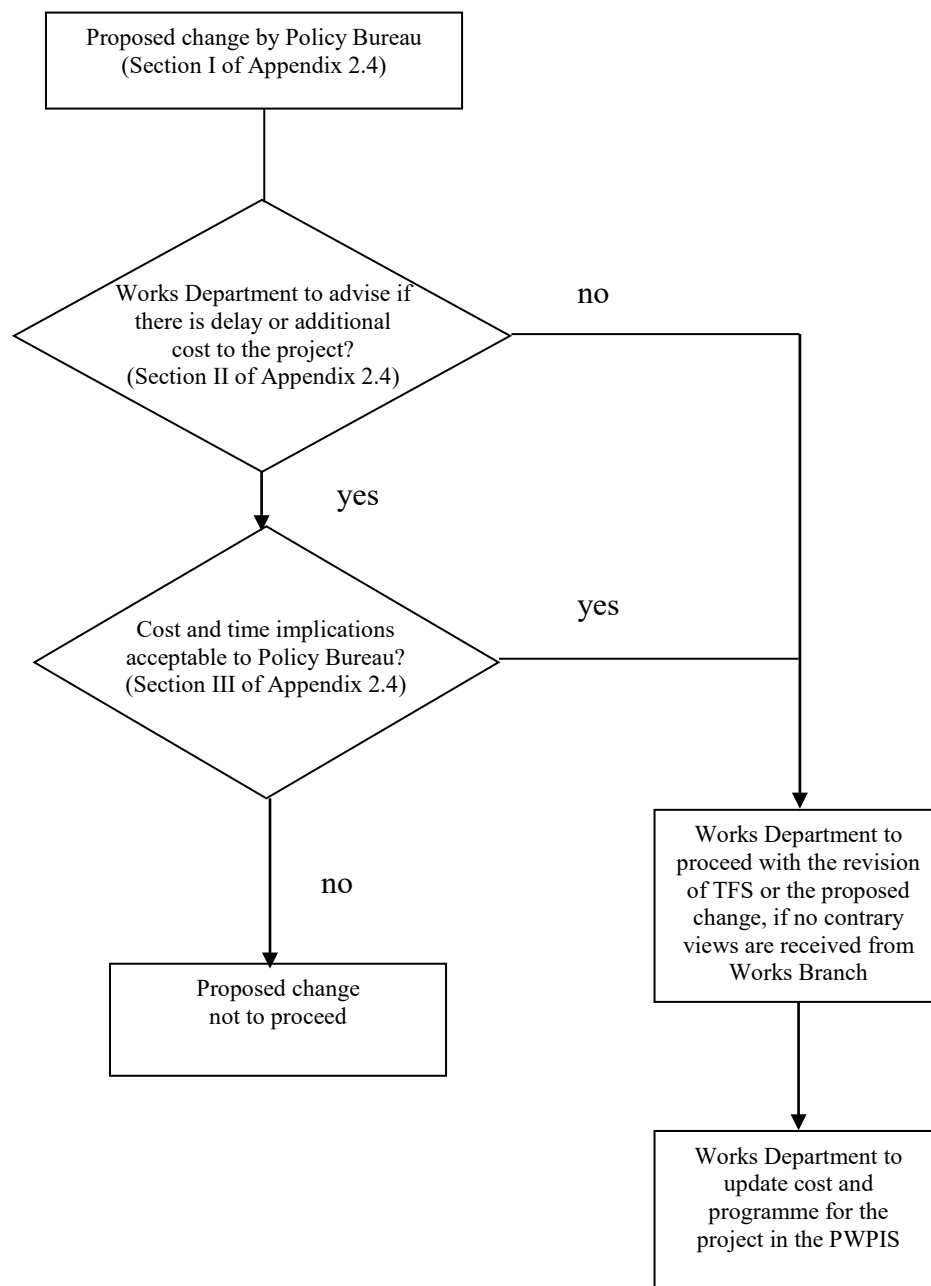 Proposed change by Policy Bureau
(Section I of Appendix 2.4)
Works Department to advise if
there is delay or additional
cost to the project?
(Section II of Appendix 2.4)
no
yes
Cost and time implications
acceptable to Policy Bureau?
(Section III of Appendix 2.4)
yes
no
Proposed change
not to proceed
Works Department to
proceed with the revision
of TFS or the proposed
change, if no contrary
views are received from
Works Branch
Works Department to
update cost and
programme for the
project in the PWPIS